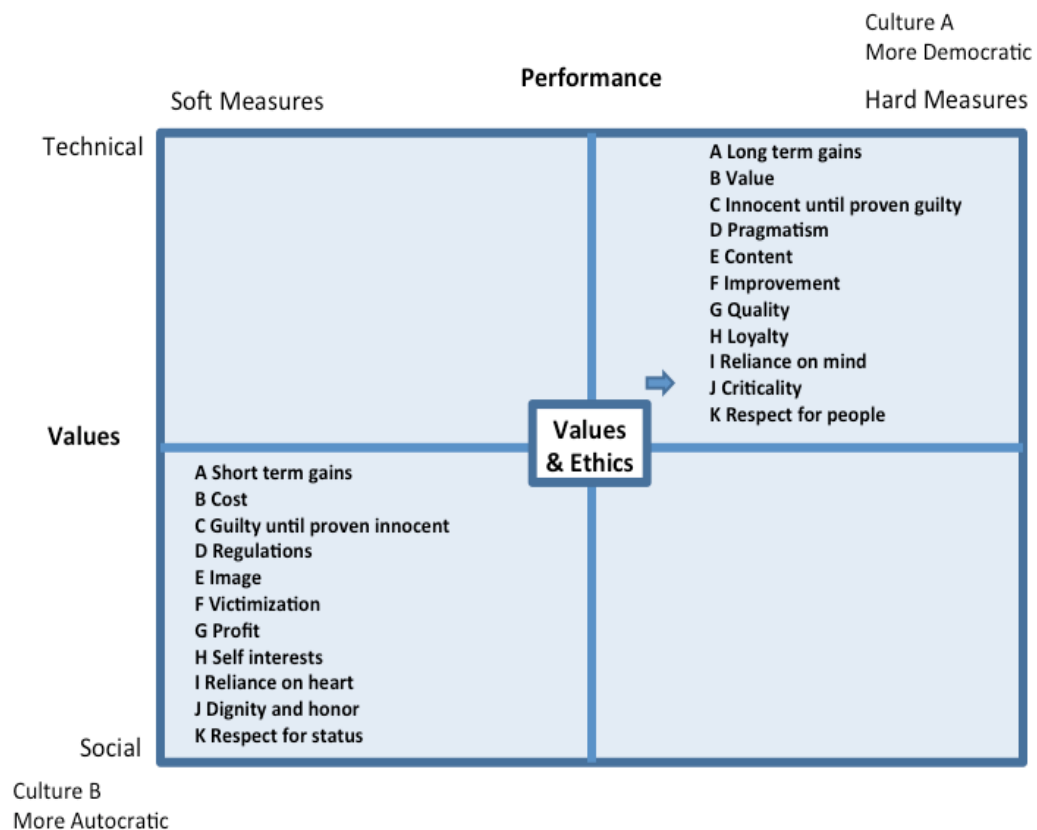 Culture A
More Democratic
Performance
Soft Measures
Hard Measures
Technical
A Long term gains
B Value
C Innocent until proven guilty
D Pragmatism
E Content
F Improvement
G Quality
H Loyalty
I Reliance on mind
J Criticality
K Respect for people
Values
Values
& Ethics
A Short term gains
B Cost
C Guilty until proven innocent
D Regulations
E Image
F Victimization
G Profit
H Self interests
I Reliance on heart
J Dignity and honor
K Respect for status
Social
Culture B
More Autocratic